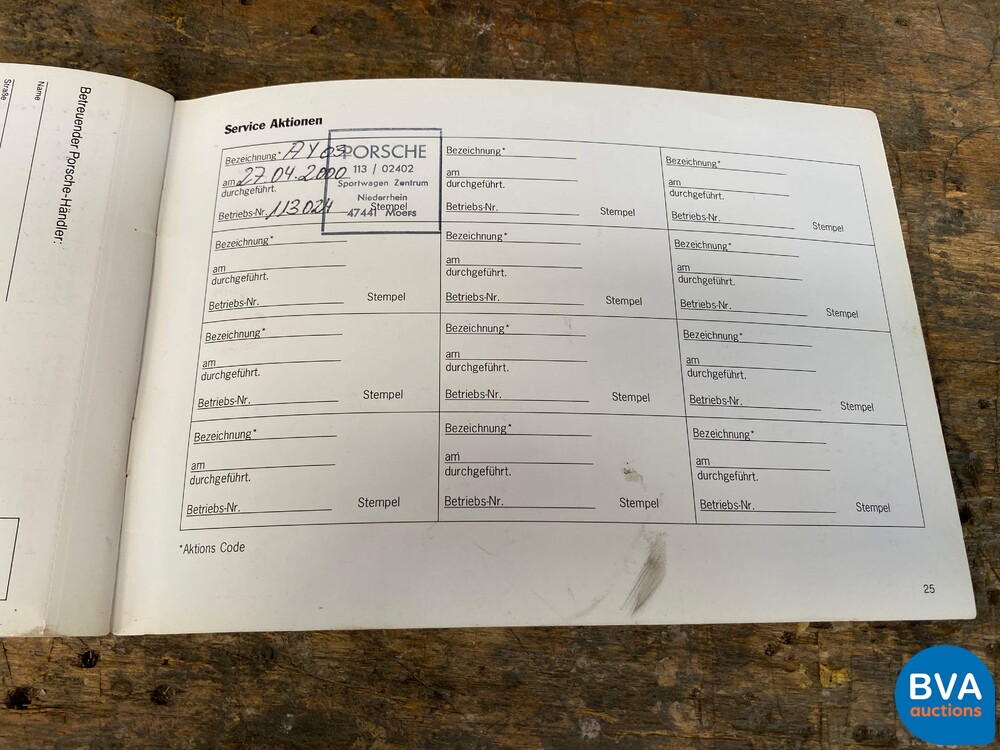 Straße
Name
Betreuender Porsche-Händler:
Service Aktionen
Bezeichnung* AY03
am 27.04.2000
durchgeführt.
Betriebs-Nr. 113024
Stempel
PORSCHE
113 / 02402
Sportwagen Zentrum
Niederrhein
47441 Moers
Bezeichnung*
am
durchgeführt.
Betriebs-Nr. Stempel
Bezeichnung*
am
durchgeführt.
Betriebs-Nr. Stempel
Bezeichnung*
am
durchgeführt.
Betriebs-Nr. Stempel
Bezeichnung*
am
durchgeführt.
Betriebs-Nr. Stempel
Bezeichnung*
am
durchgeführt.
Betriebs-Nr. Stempel
Bezeichnung*
am
durchgeführt.
Betriebs-Nr. Stempel
Bezeichnung*
am
durchgeführt.
Betriebs-Nr. Stempel
Bezeichnung*
am
durchgeführt.
Betriebs-Nr. Stempel
Bezeichnung*
am
durchgeführt.
Betriebs-Nr. Stempel
Bezeichnung*
am
durchgeführt.
Betriebs-Nr. Stempel
Bezeichnung*
am
durchgeführt.
Betriebs-Nr. Stempel
*Aktions Code
25
BVA
auctions